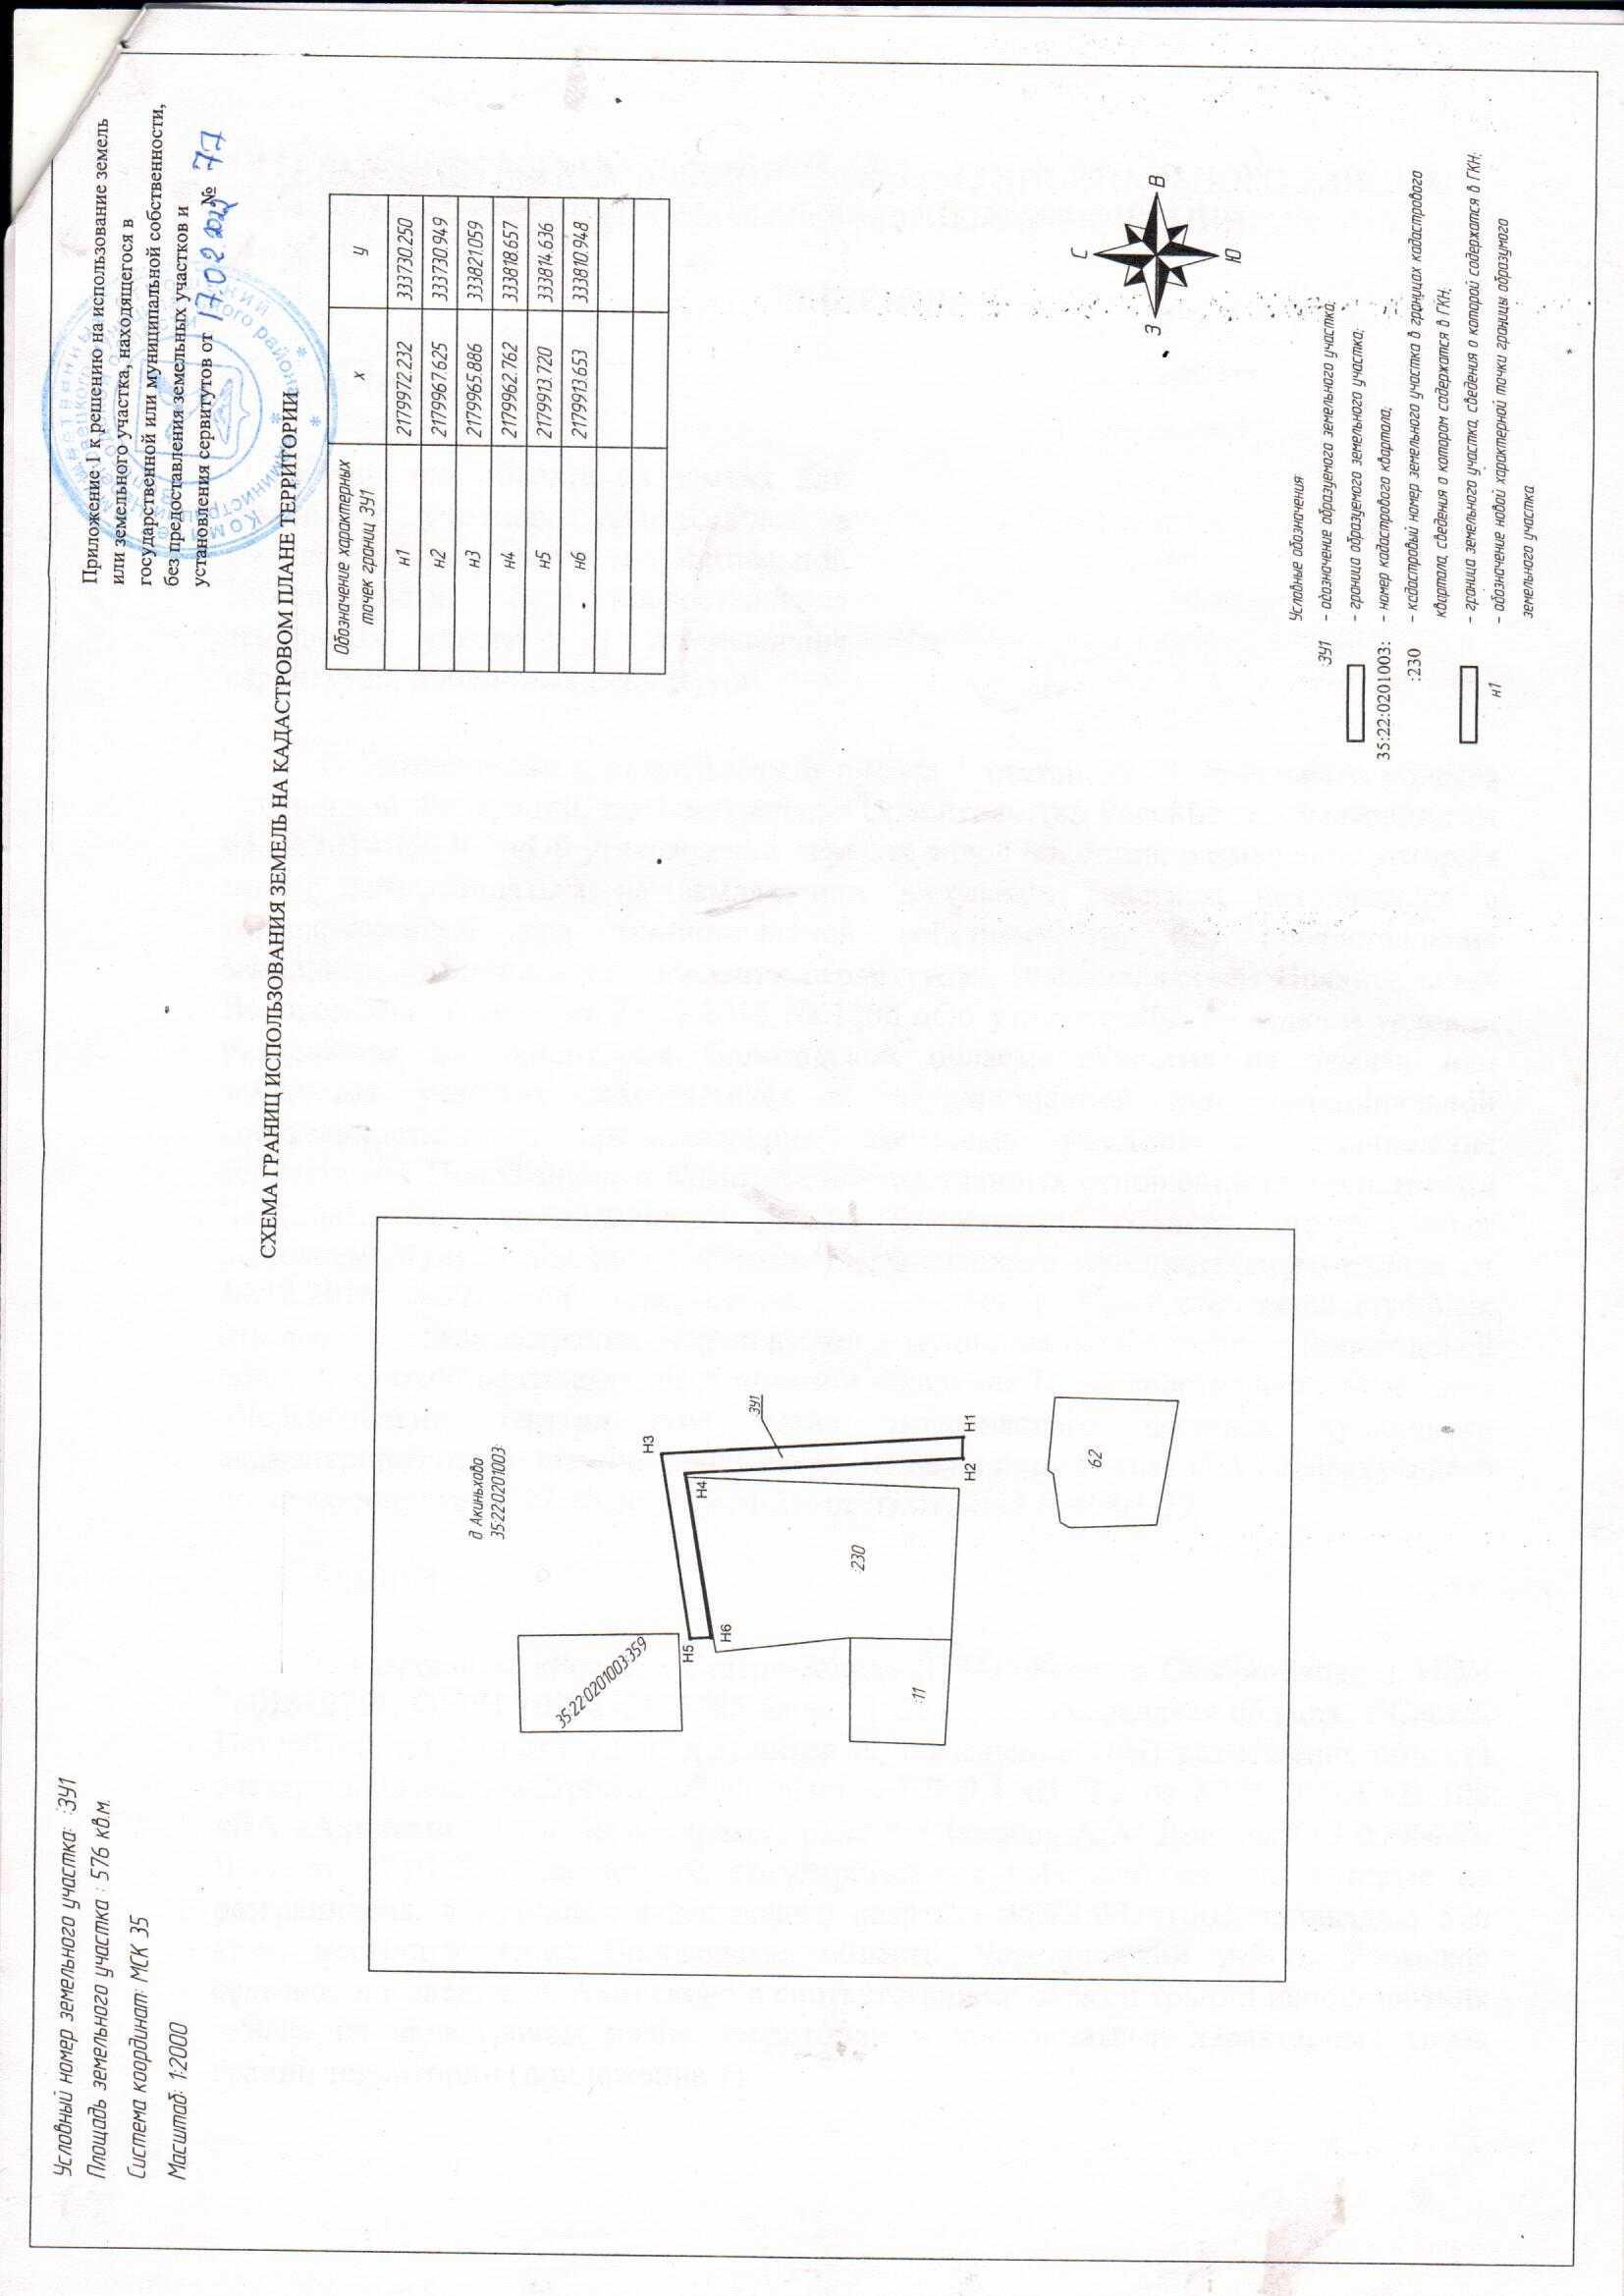 Приложение 1 к решению на использование земель
или земельного участка, находящегося в
государственной или муниципальной собственности,
без предоставления земельных участков и
установления сервитутов от 17.02 № 77
Условный номер земельного участка: :ЗУ1
Площадь земельного участка : 576 кв.м.
Система координат: МСК 35
Масштаб: 1:2000
СХЕМА ГРАНИЦ ИСПОЛЬЗОВАНИЯ ЗЕМЕЛЬ НА КАДАСТРОВОМ ПЛАНЕ ТЕРРИТОРИИ
Обозначение характерных точек границ ЗУ1 x y
н1 2179972.232 333730.250
н2 2179967.625 333730.949
н3 2179965.886 333821.059
н4 2179962.762 333818.657
н5 2179913.720 333814.636
н6 2179913.653 333810.948
д Акиньхово
35:22:0201003:
35:22:0201003:359
Н3
ЗУ1
Н4
Н5
Н6
:230
:11
Н2
Н1
:62
С
З
В
Ю
Условные обозначения
:ЗУ1 - обозначение образуемого земельного участка;
- граница образуемого земельного участка;
35:22:0201003: - номер кадастрового квартала;
:230 - кадастровый номер земельного участка в границах кадастрового
квартала, сведения о котором содержатся в ГКН;
- граница земельного участка, сведения о которой содержатся в ГКН;
н1 - обозначение новой характерной точки границы образумого
земельного участка